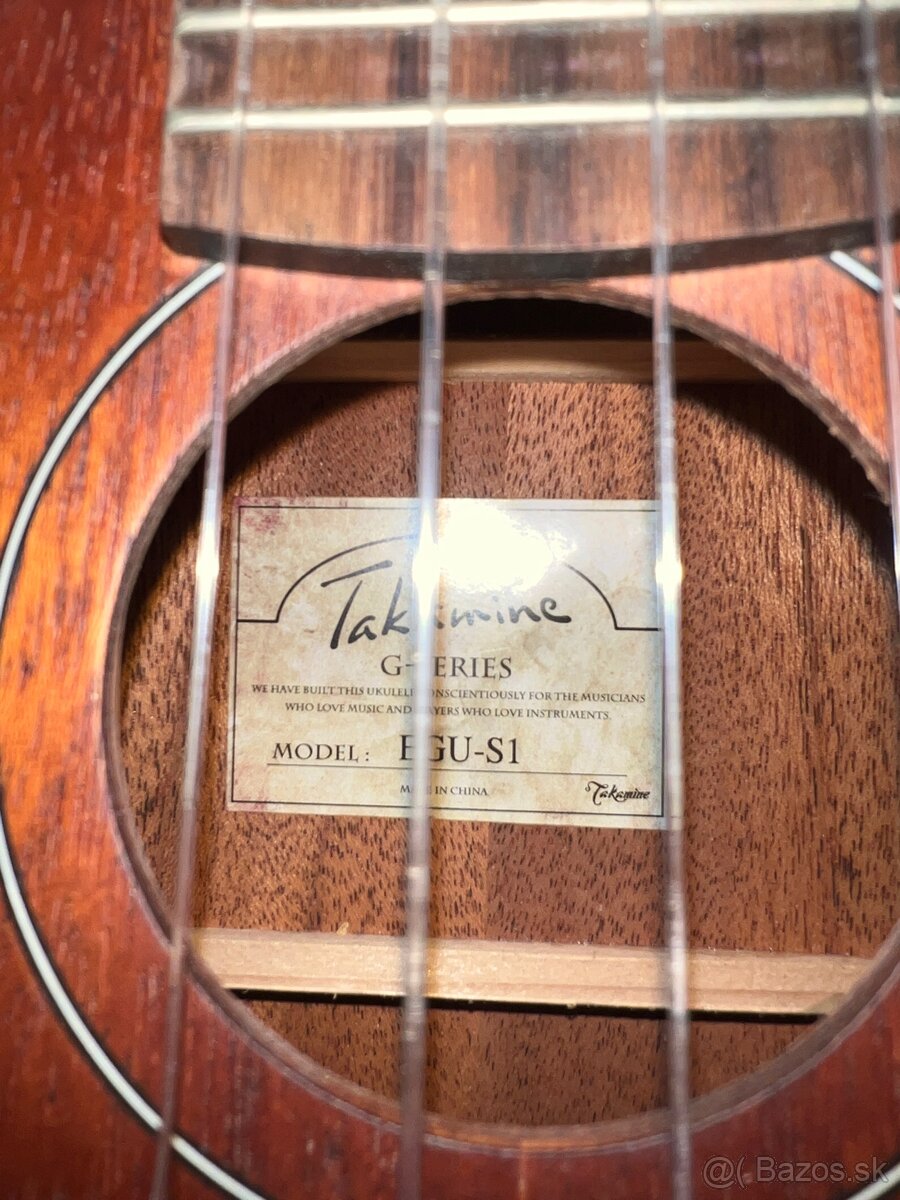 Takamine
G-SERIES
WE HAVE BUILT THIS UKULELE CONSCIENTIOUSLY FOR THE MUSICIANS
WHO LOVE MUSIC AND PLAYERS WHO LOVE INSTRUMENTS.
MODEL: EGU-S1
MADE IN CHINA
Takamine
@( Bazos.sk